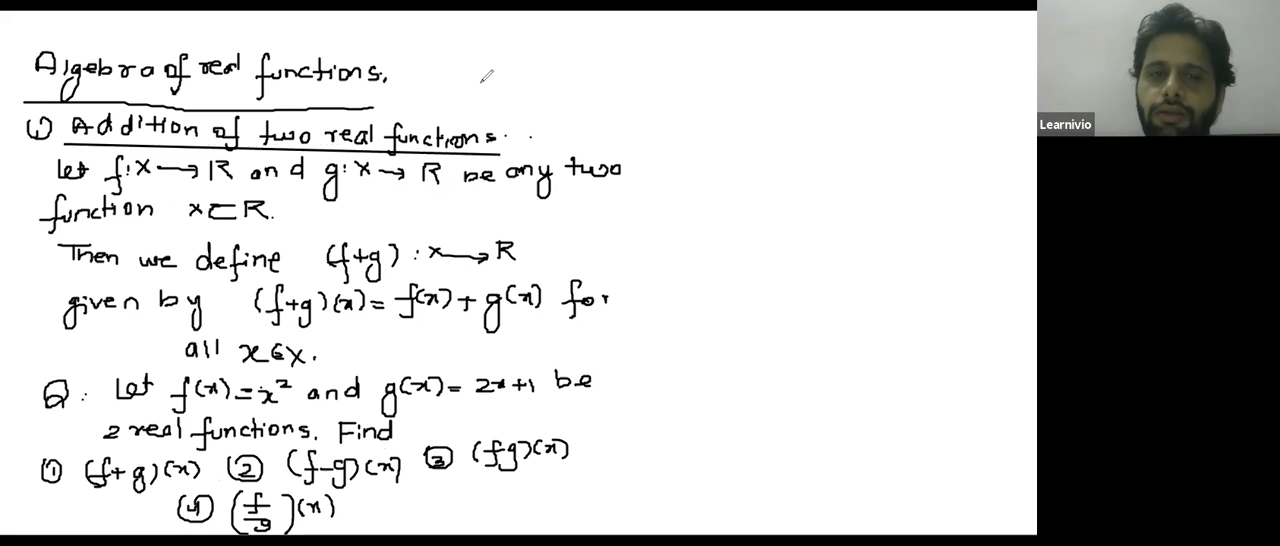 Algebra of real functions.
1) Addition of two real functions.
Let f: X → R and g: X → R be any two
function X ⊂ R.
Then we define (f+g) : X → R
given by (f+g)(x) = f(x) + g(x) for
all x ∈ X.
Q. Let f(x) = x² and g(x) = 2x+1 be
2 real functions. Find
① (f+g)(x) ② (f-g)(x) ③ (fg)(x)
④ (f/g)(x)
Learnivio